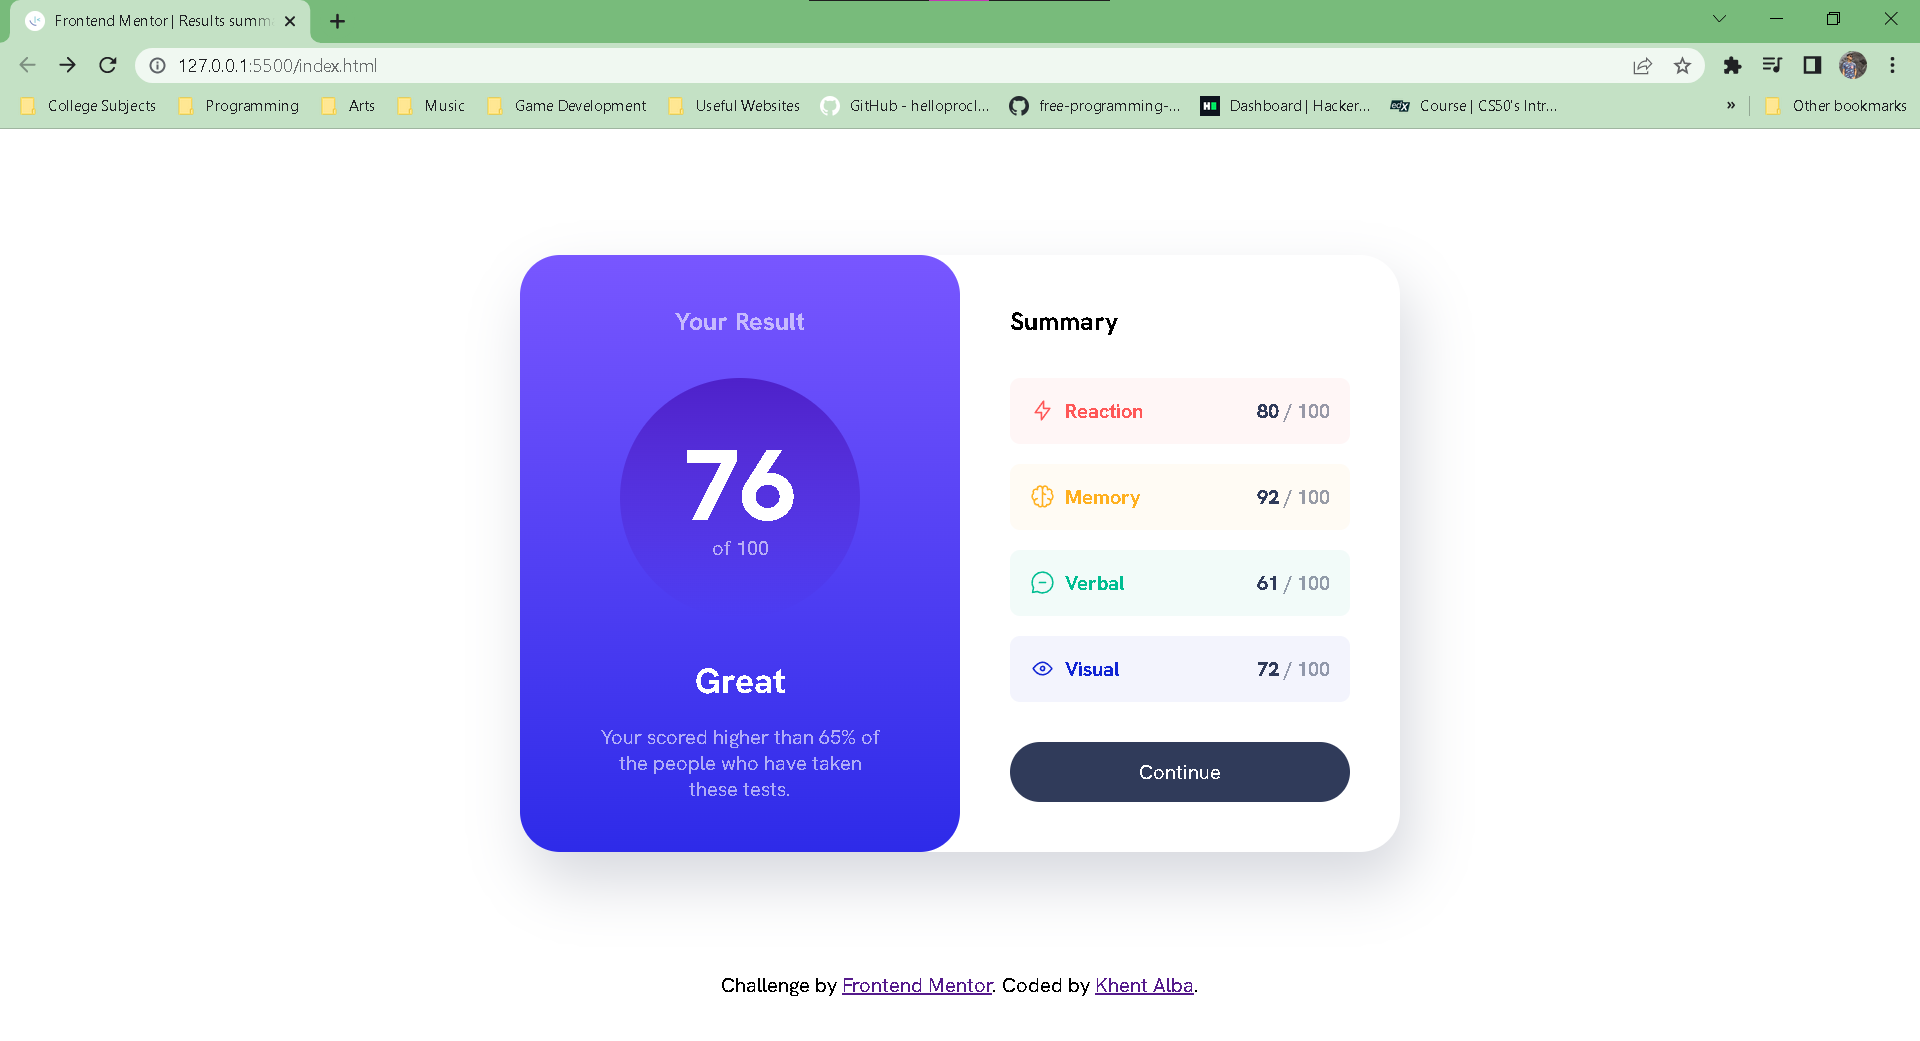 Frontend Mentor | Results summ
127.0.0.1:5500/index.html
College Subjects Programming Arts Music Game Development Useful Websites GitHub - helloprocl... free-programming-... Dashboard | Hacker... Course | CS50's Intr... » Other bookmarks
Your Result
76
of 100
Great
Your scored higher than 65% of
the people who have taken
these tests.
Summary
Reaction 80 / 100
Memory 92 / 100
Verbal 61 / 100
Visual 72 / 100
Continue
Challenge by Frontend Mentor. Coded by Khent Alba.